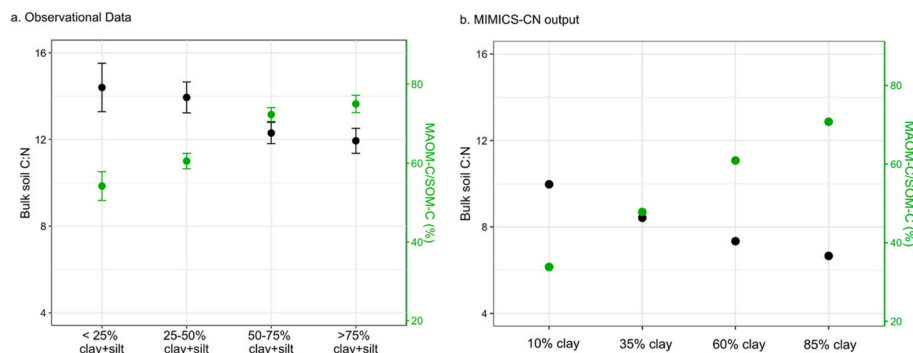 a. Observational Data
16
12
8
4
Bulk soil C:N
80
60
40
20
MAOM-C/SOM-C (%)
< 25%
clay+silt
25-50%
clay+silt
50-75%
clay+silt
>75%
clay+silt
b. MIMICS-CN output
16
12
8
4
Bulk soil C:N
80
60
40
20
MAOM-C/SOM-C (%)
10% clay
35% clay
60% clay
85% clay